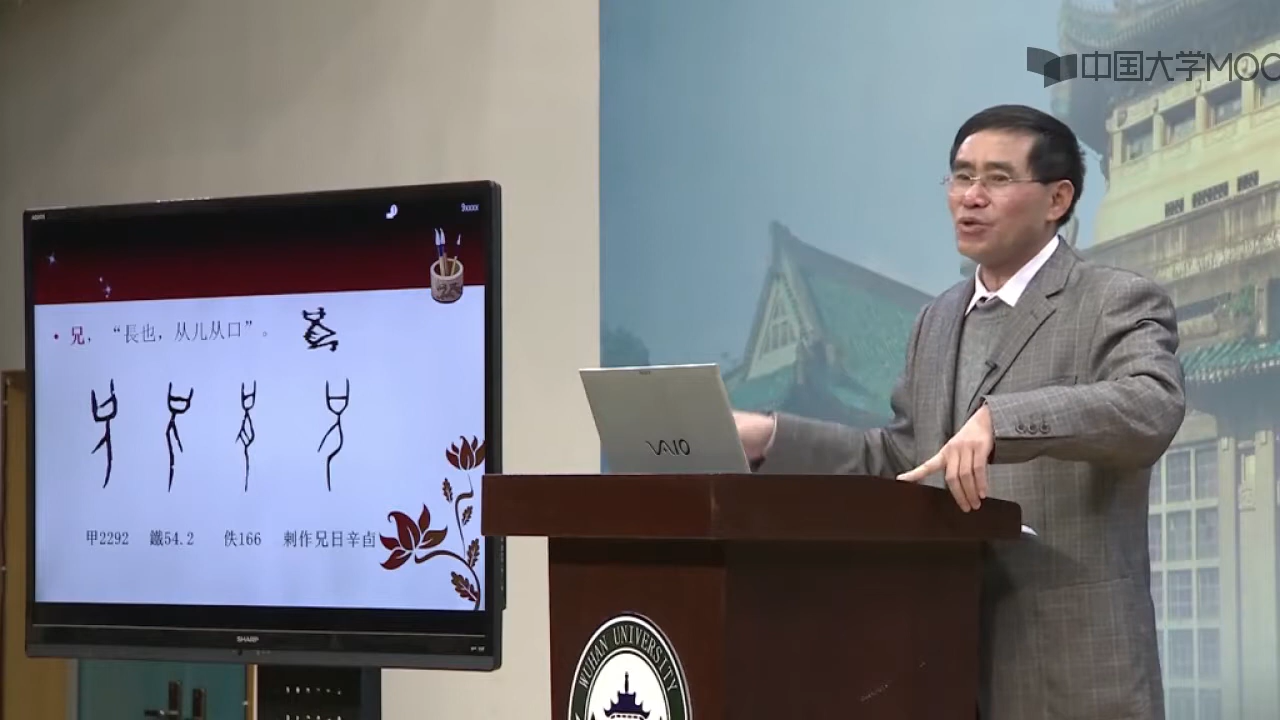 中国大学MOC
兄，“長也，从儿从口”。
甲2292 鐵54.2 佚166 剌作兄日辛卣
SHARP
VAIO
WUHAN UNIVERSITY